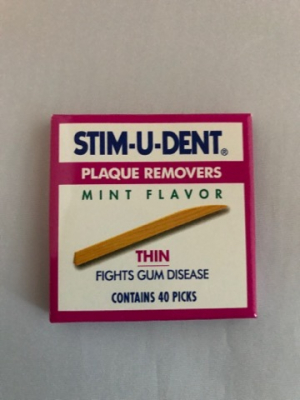 STIM-U-DENT®
PLAQUE REMOVERS
MINT FLAVOR
THIN
FIGHTS GUM DISEASE
CONTAINS 40 PICKS